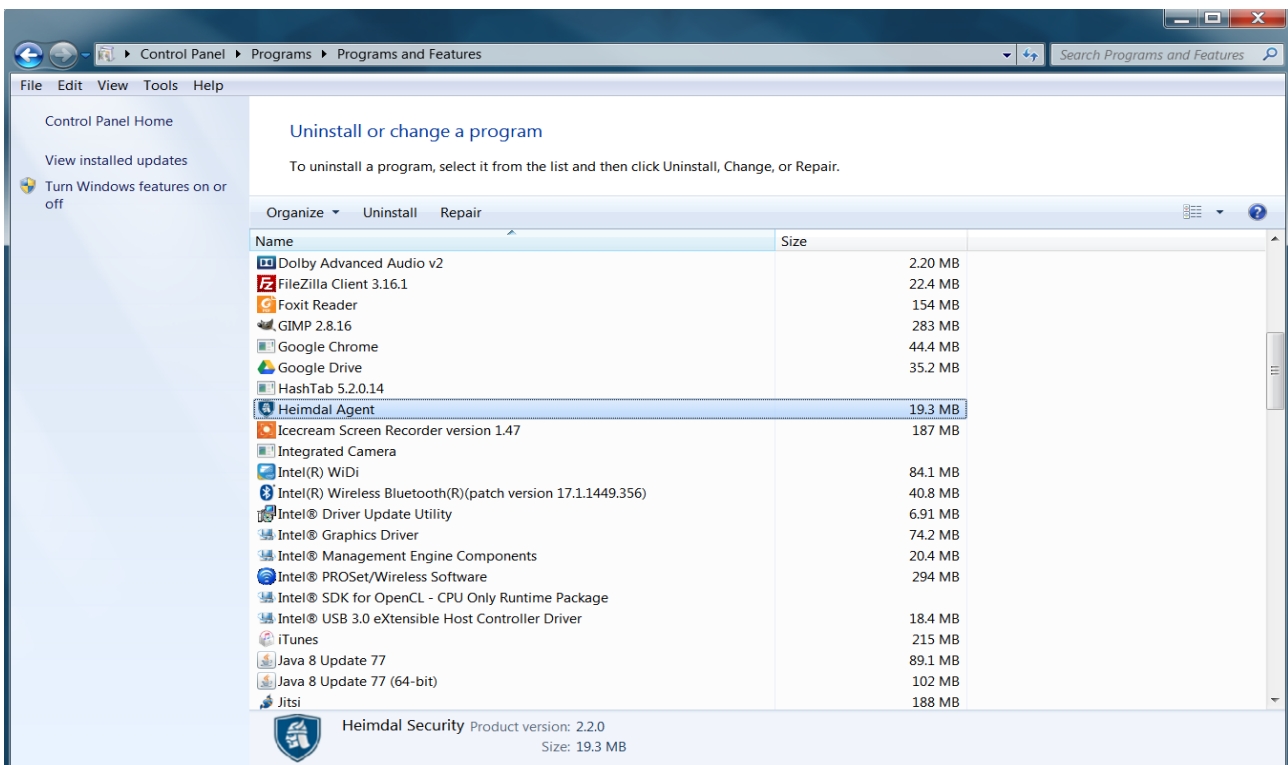 Control Panel Programs Programs and Features Search Programs and Features
File Edit View Tools Help
Control Panel Home
View installed updates
Turn Windows features on or
off
Uninstall or change a program
To uninstall a program, select it from the list and then click Uninstall, Change, or Repair.
Organize Uninstall Repair
Name Size
Dolby Advanced Audio v2 2.20 MB
FileZilla Client 3.16.1 22.4 MB
Foxit Reader 154 MB
GIMP 2.8.16 283 MB
Google Chrome 44.4 MB
Google Drive 35.2 MB
HashTab 5.2.0.14
Heimdal Agent 19.3 MB
Icecream Screen Recorder version 1.47 187 MB
Integrated Camera
Intel(R) WiDi 84.1 MB
Intel(R) Wireless Bluetooth(R)(patch version 17.1.1449.356) 40.8 MB
Intel® Driver Update Utility 6.91 MB
Intel® Graphics Driver 74.2 MB
Intel® Management Engine Components 20.4 MB
Intel® PROSet/Wireless Software 294 MB
Intel® SDK for OpenCL - CPU Only Runtime Package
Intel® USB 3.0 eXtensible Host Controller Driver 18.4 MB
iTunes 215 MB
Java 8 Update 77 89.1 MB
Java 8 Update 77 (64-bit) 102 MB
Jitsi 188 MB
Heimdal Security Product version: 2.2.0
Size: 19.3 MB